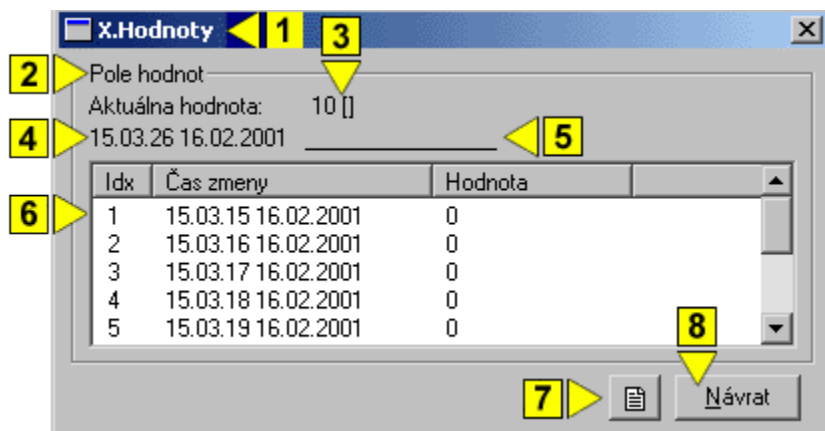 X.Hodnoty 1
3
2 Pole hodnot
Aktuálna hodnota: 10 []
4 15.03.26 16.02.2001 5
Idx Čas zmeny Hodnota
6 1 15.03.15 16.02.2001 0
2 15.03.16 16.02.2001 0
3 15.03.17 16.02.2001 0
4 15.03.18 16.02.2001 0
5 15.03.19 16.02.2001 0
8
7 Návrat